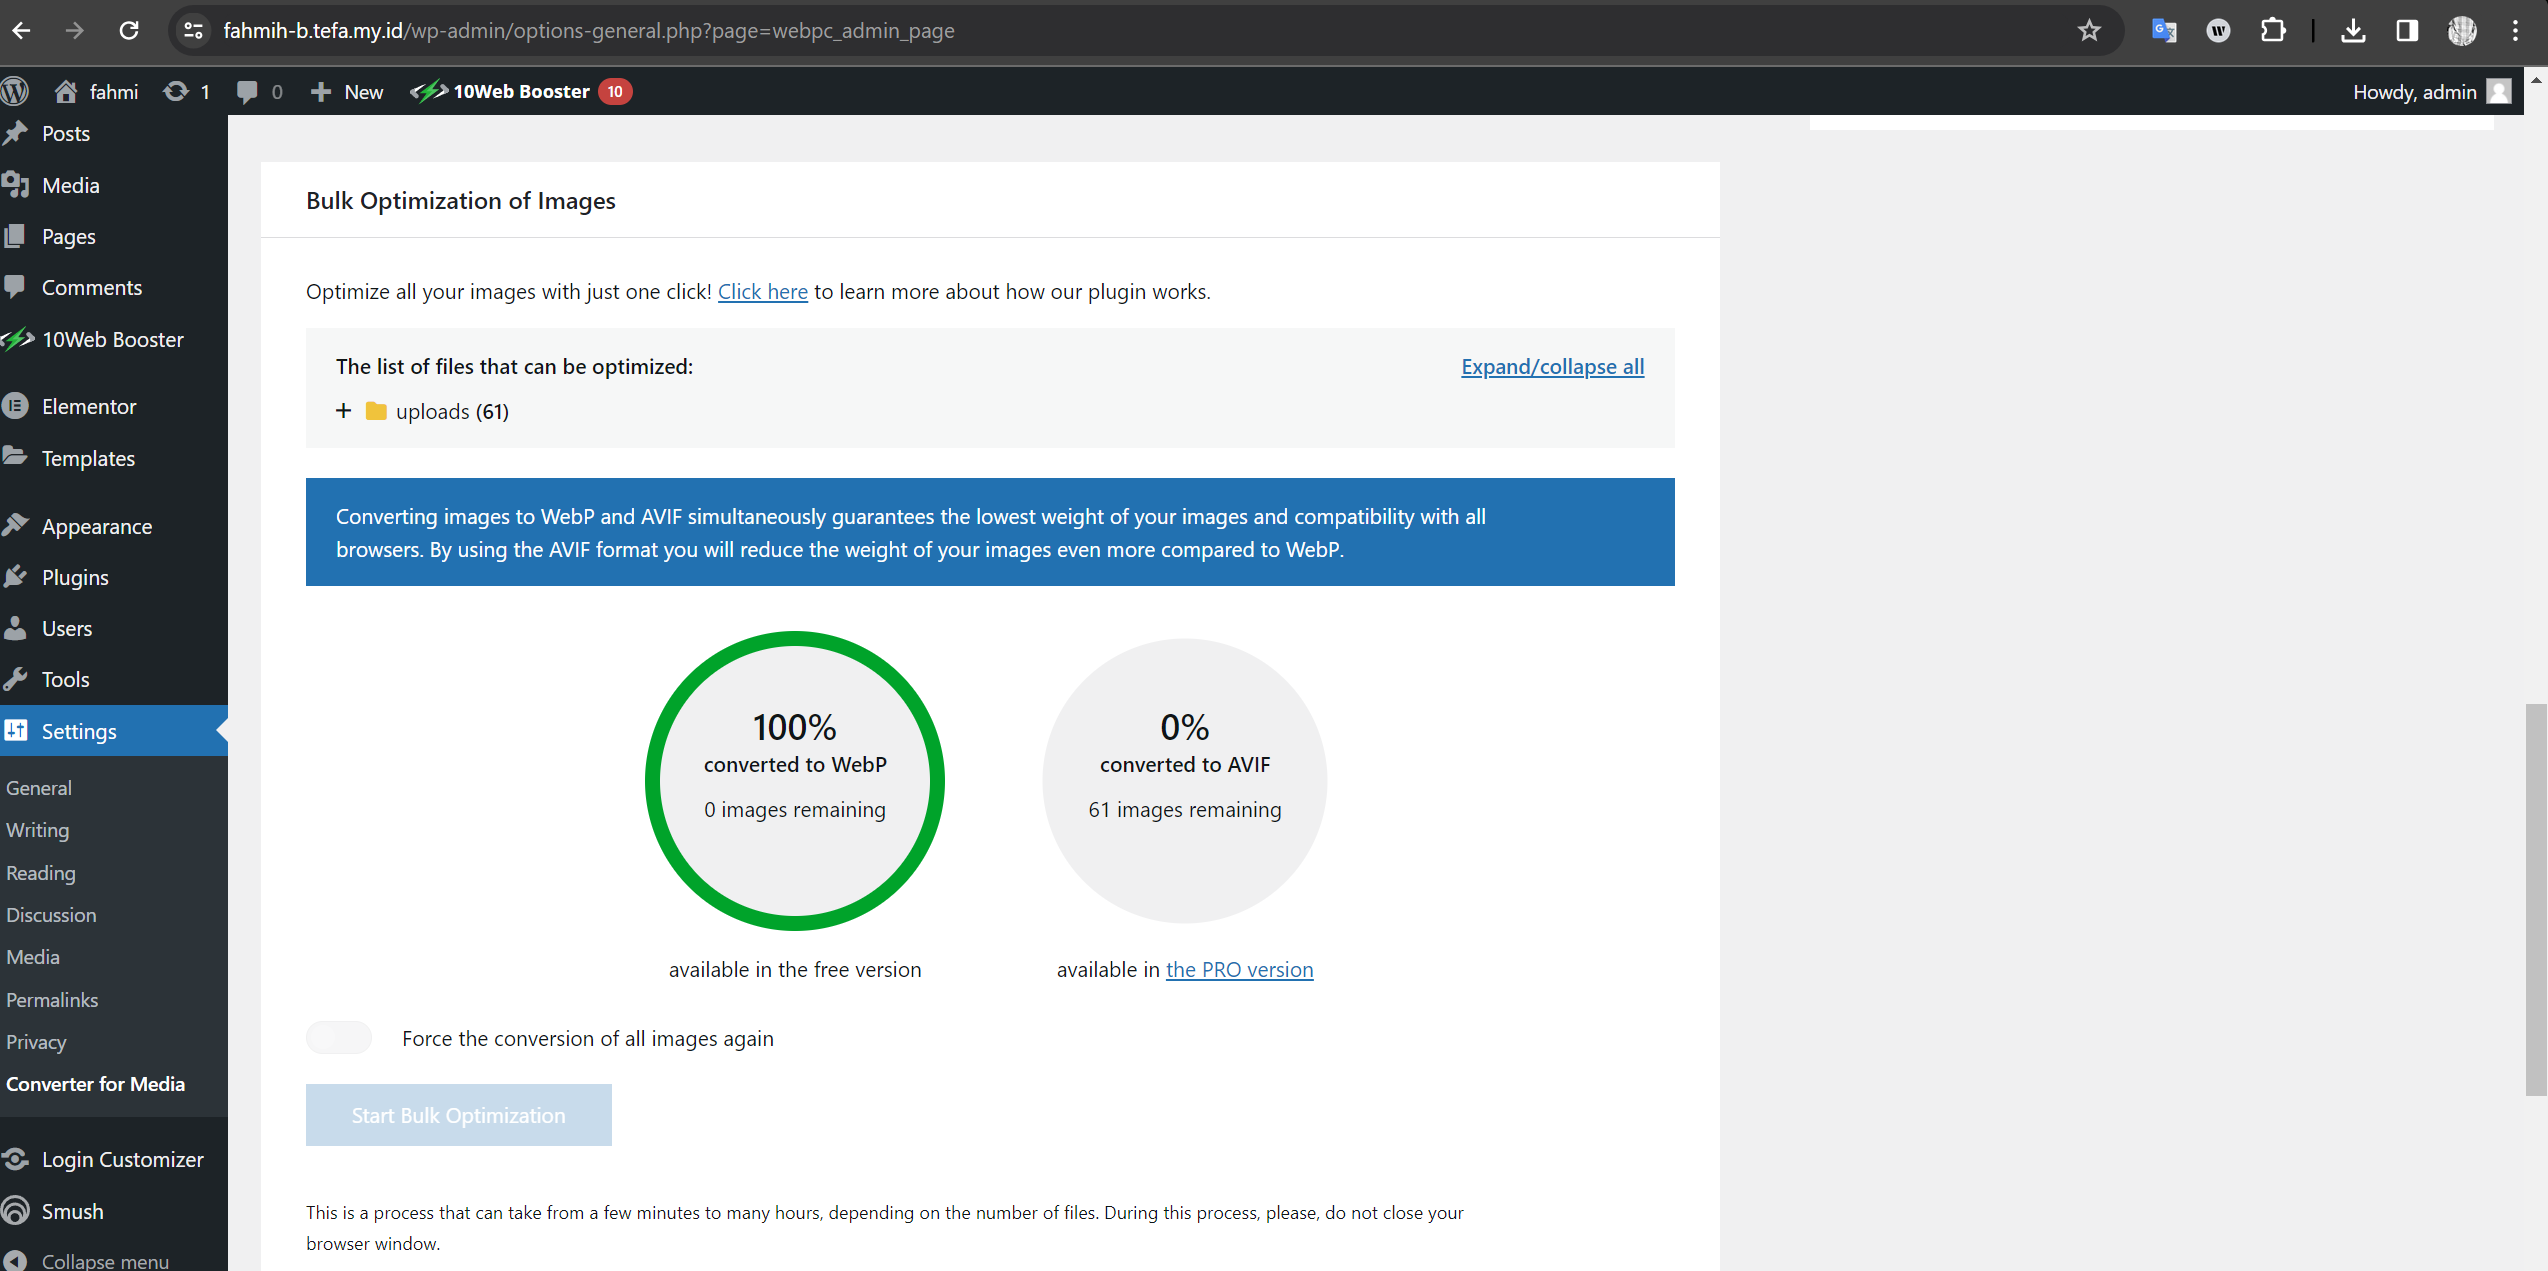 fahmih-b.tefa.my.id/wp-admin/options-general.php?page=webpc_admin_page
fahmi 1 0 New 10Web Booster 10 Howdy, admin
Posts
Media
Pages
Comments
10Web Booster
Elementor
Templates
Appearance
Plugins
Users
Tools
Settings
General
Writing
Reading
Discussion
Media
Permalinks
Privacy
Converter for Media
Login Customizer
Smush
Collapse menu
Bulk Optimization of Images
Optimize all your images with just one click! Click here to learn more about how our plugin works.
The list of files that can be optimized: Expand/collapse all
+ uploads (61)
Converting images to WebP and AVIF simultaneously guarantees the lowest weight of your images and compatibility with all
browsers. By using the AVIF format you will reduce the weight of your images even more compared to WebP.
100%
converted to WebP
0 images remaining
available in the free version
0%
converted to AVIF
61 images remaining
available in the PRO version
Force the conversion of all images again
Start Bulk Optimization
This is a process that can take from a few minutes to many hours, depending on the number of files. During this process, please, do not close your
browser window.